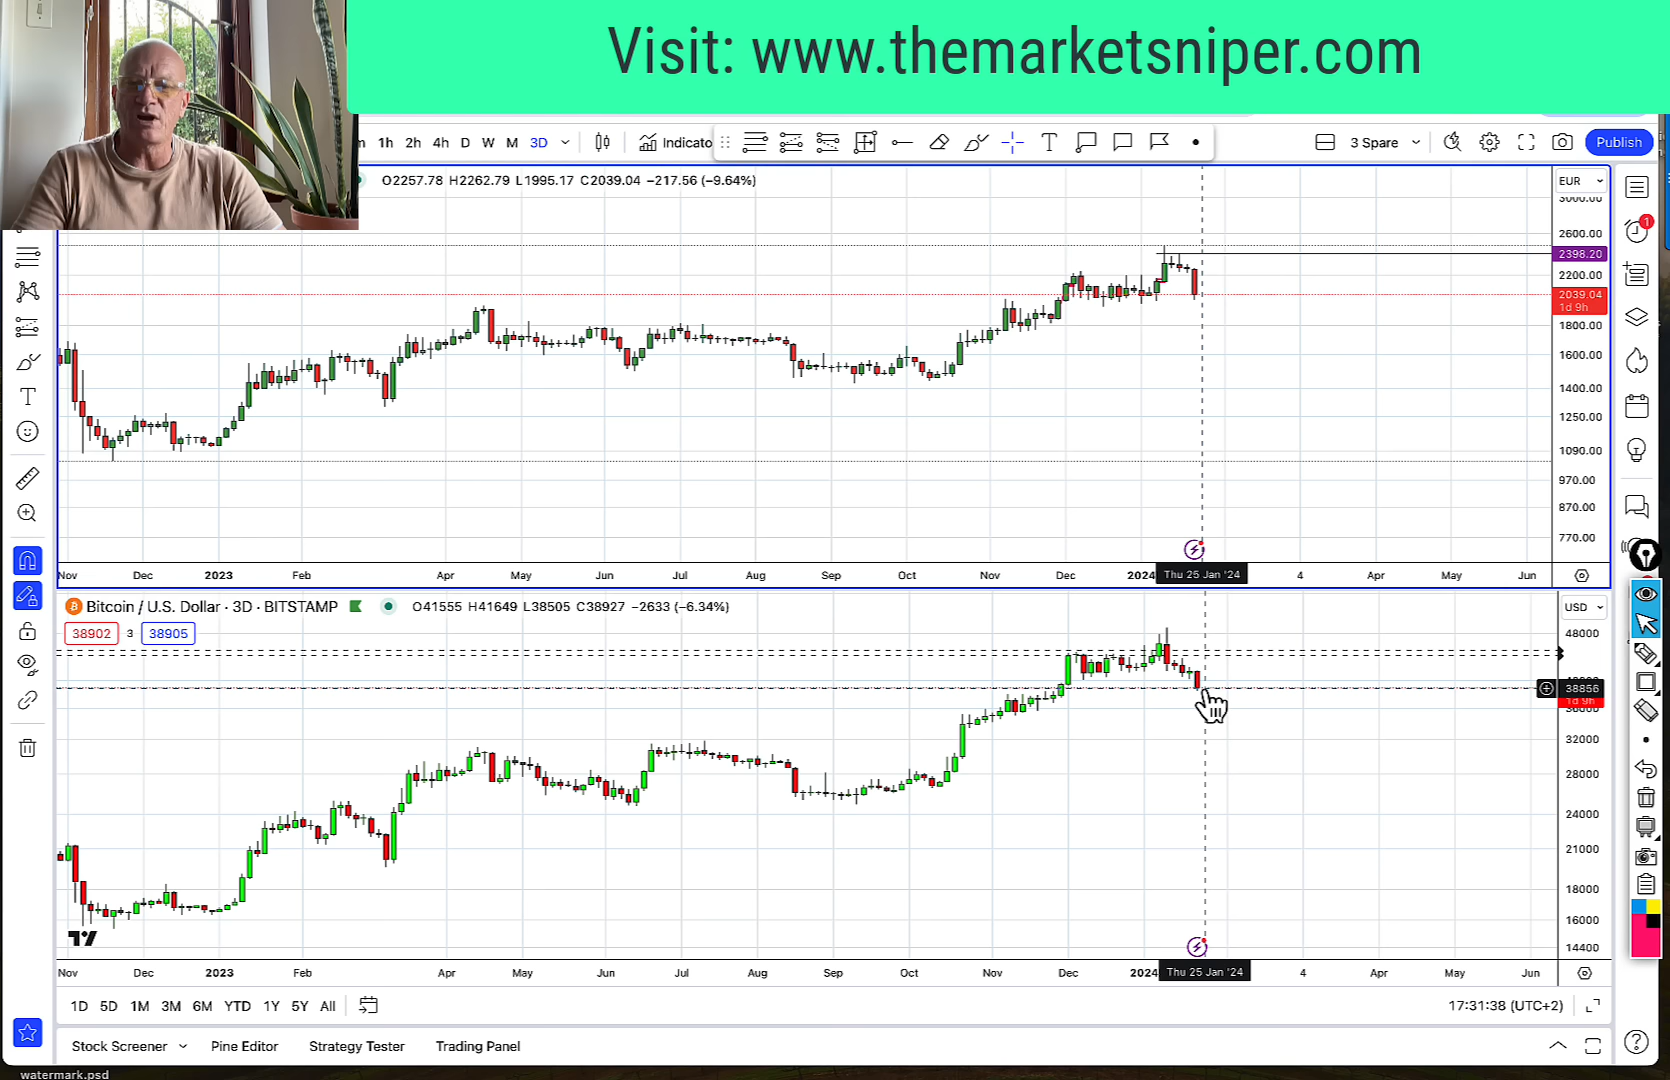 Visit: www.themarketsniper.com
1h 2h 4h D W M 3D Indicato T 3 Spare Publish
O2257.78 H2262.79 L1995.17 C2039.04 −217.56 (−9.64%) EUR
3000.00
2600.00
2398.20
2200.00
2039.04
1d 9h
1800.00
1600.00
1400.00
1250.00
1090.00
970.00
870.00
770.00
Nov Dec 2023 Feb Apr May Jun Jul Aug Sep Oct Nov Dec 2024 Thu 25 Jan '24 4 Apr May Jun
Bitcoin / U.S. Dollar · 3D · BITSTAMP O41555 H41649 L38505 C38927 −2633 (−6.34%) USD
38902 3 38905
48000
38856
1d 9h
36000
32000
28000
24000
21000
18000
16000
14400
Nov Dec 2023 Feb Apr May Jun Jul Aug Sep Oct Nov Dec 2024 Thu 25 Jan '24 4 Apr May Jun
1D 5D 1M 3M 6M YTD 1Y 5Y All 17:31:38 (UTC+2)
Stock Screener Pine Editor Strategy Tester Trading Panel
watermark.psd